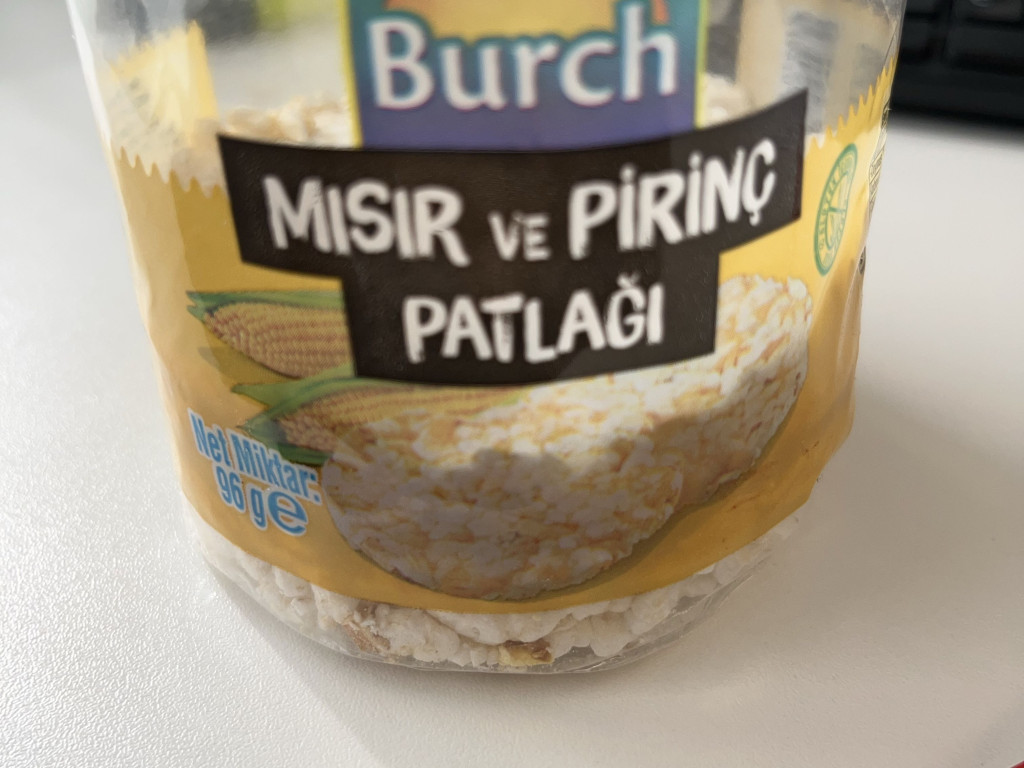 Burch
MISIR VE PİRİNÇ
PATLAĞI
Net Miktar:
96 g e